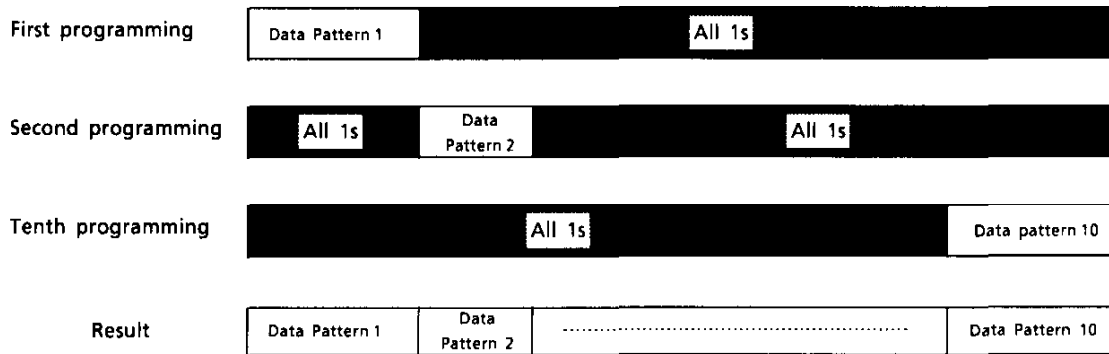 First programming Data Pattern 1 All 1s
Second programming All 1s Data All 1s
Pattern 2
Tenth programming All 1s Data pattern 10
Result Data Pattern 1 Data Data Pattern 10
Pattern 2